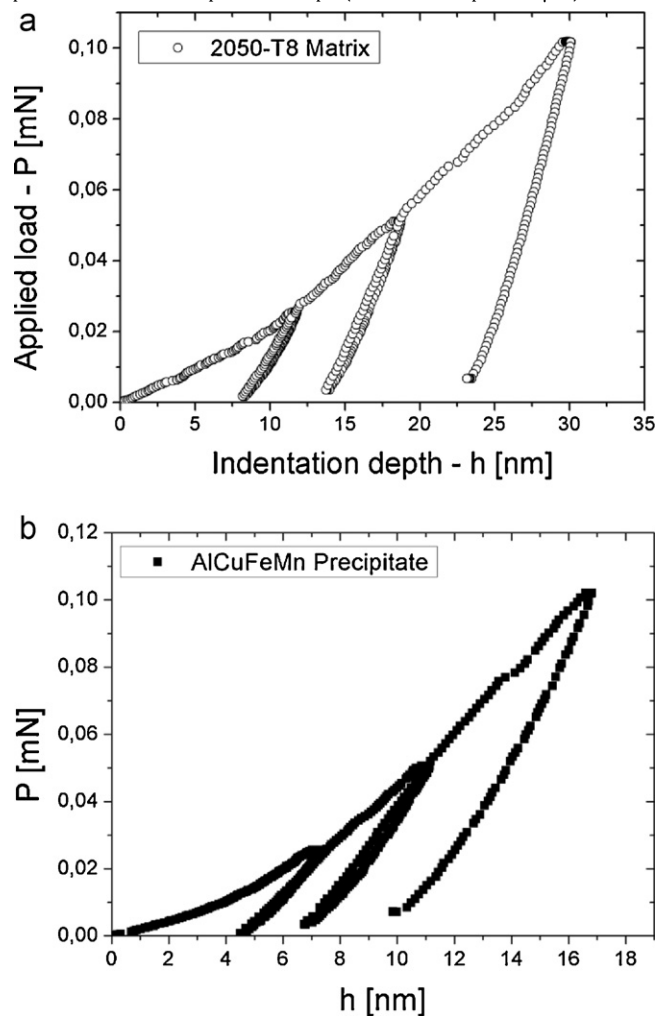 a
2050-T8 Matrix
0,10
0,08
0,06
0,04
0,02
0,00
0 5 10 15 20 25 30 35
Applied load - P [mN]
Indentation depth - h [nm]
b
AlCuFeMn Precipitate
0,12
0,10
0,08
0,06
0,04
0,02
0,00
0 2 4 6 8 10 12 14 16 18
P [mN]
h [nm]